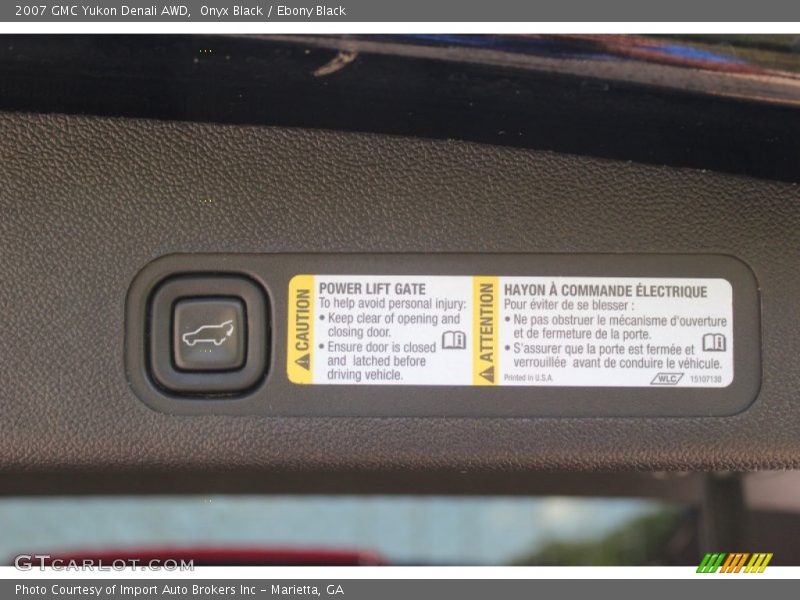 2007 GMC Yukon Denali AWD,  Onyx Black / Ebony Black
CAUTION
POWER LIFT GATE
To help avoid personal injury:
• Keep clear of opening and
closing door.
• Ensure door is closed
and latched before
driving vehicle.
ATTENTION
HAYON À COMMANDE ÉLECTRIQUE
Pour éviter de se blesser :
• Ne pas obstruer le mécanisme d'ouverture
et de fermeture de la porte.
• S'assurer que la porte est fermée et
verrouillée avant de conduire le véhicule.
Printed in U.S.A.
WLC
15107138
GTCARLOT.COM
Photo Courtesy of Import Auto Brokers Inc – Marietta, GA